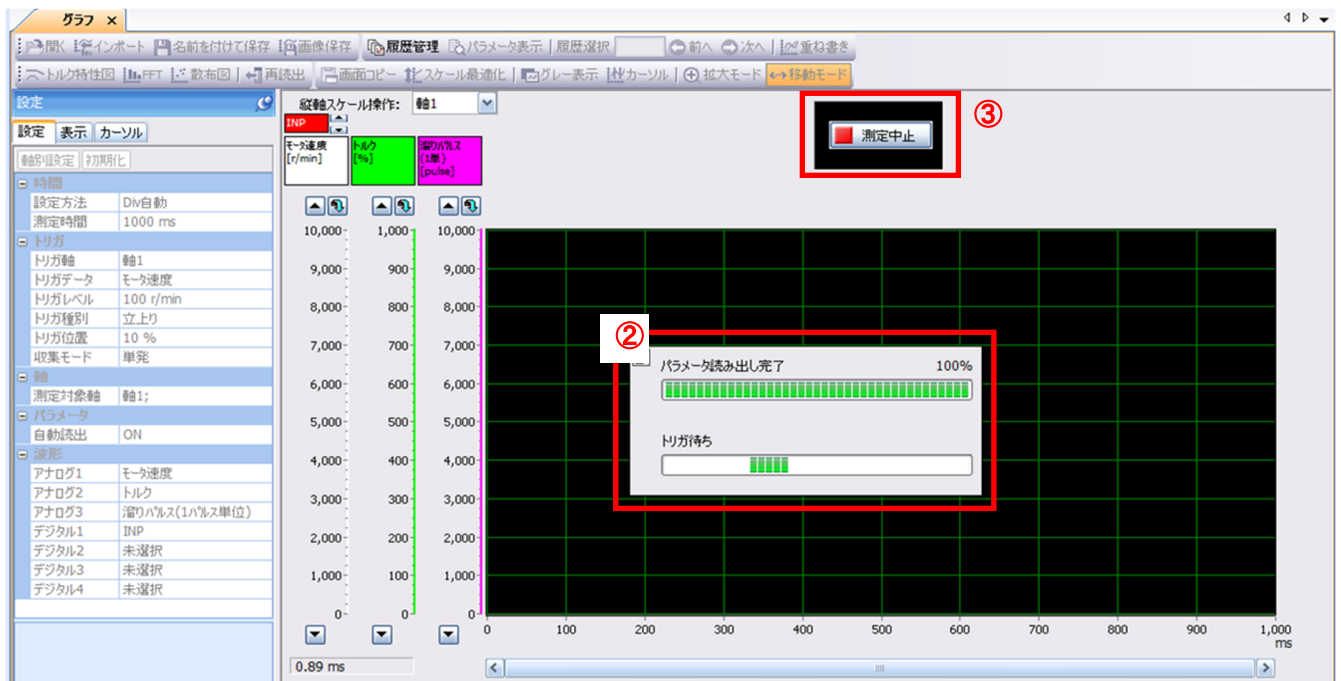 グラフ ×
開く インポート 名前を付けて保存 画像保存 履歴管理 パラメータ表示 履歴選択 前へ 次へ 重ね書き
トルク特性図 FFT 散布図 再読出 画面コピー スケール最適化 グレー表示 カーソル 拡大モード 移動モード
設定
設定 表示 カーソル
軸別設定 初期化
時間
設定方法 Div自動
測定時間 1000 ms
トリガ
トリガ軸 軸1
トリガデータ モータ速度
トリガレベル 100 r/min
トリガ種別 立上り
トリガ位置 10 %
収集モード 単発
軸
測定対象軸 軸1;
パラメータ
自動読出 ON
波形
アナログ1 モータ速度
アナログ2 トルク
アナログ3 溜りパルス(1パルス単位)
デジタル1 INP
デジタル2 未選択
デジタル3 未選択
デジタル4 未選択
縦軸スケール操作: 軸1
INP
モータ速度 トルク 溜りパルス
[r/min] [%] (1単)
[pulse]
測定中止
③
10,000 1,000 10,000
9,000 900 9,000
8,000 800 8,000
7,000 700 7,000
6,000 600 6,000
5,000 500 5,000
4,000 400 4,000
3,000 300 3,000
2,000 200 2,000
1,000 100 1,000
0 0 0
②
パラメータ読み出し完了 100%
トリガ待ち
0 100 200 300 400 500 600 700 800 900 1,000
ms
0.89 ms